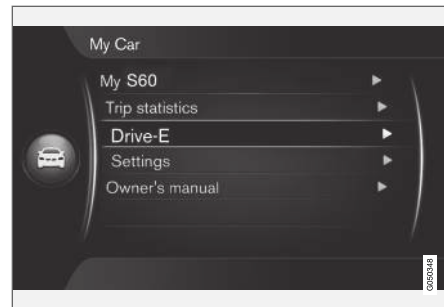 My Car
My S60
Trip statistics
Drive-E
Settings
Owner's manual
G050348